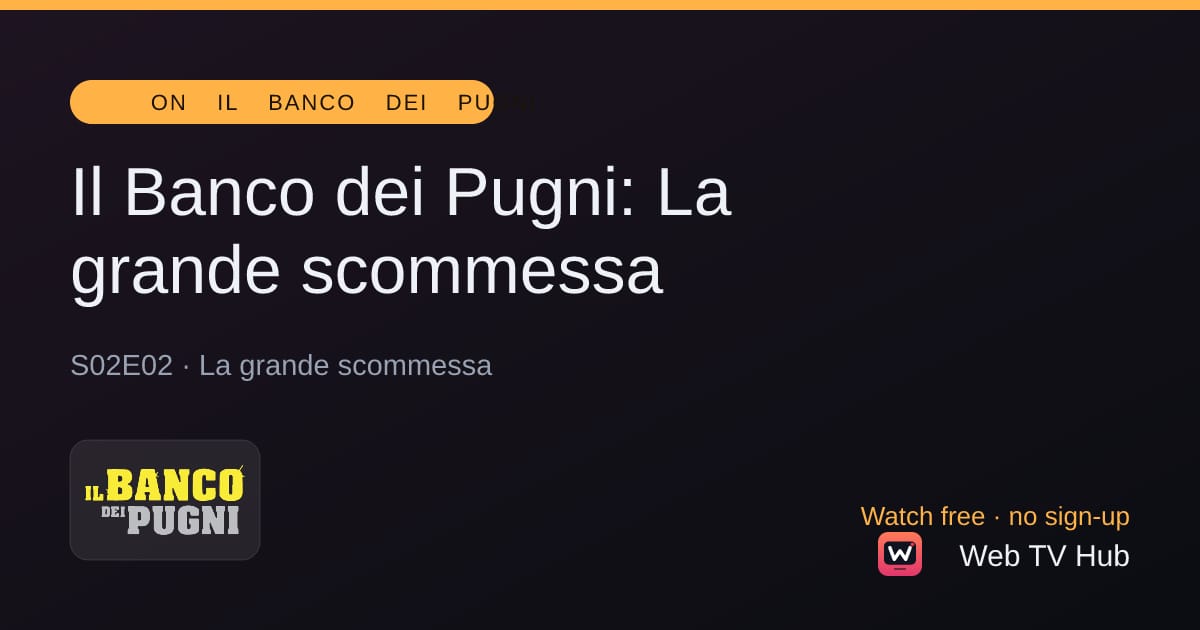 ON IL BANCO DEI PUGNI
Il Banco dei Pugni: La
grande scommessa
S02E02 · La grande scommessa
IL BANCO
DEI PUGNI
Watch free · no sign-up
W
Web TV Hub